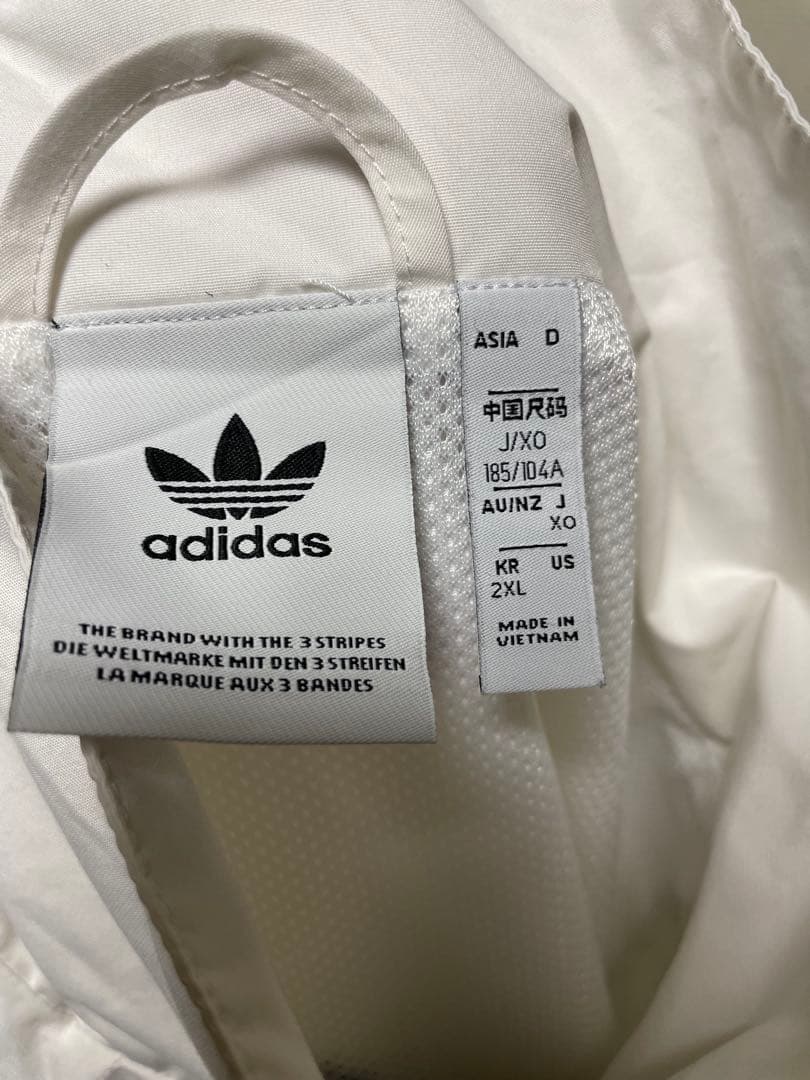 adidas
THE BRAND WITH THE 3 STRIPES
DIE WELTMARKE MIT DEN 3 STREIFEN
LA MARQUE AUX 3 BANDES
ASIA D
中国尺码
J/XO
185/104A
AU/NZ J
XO
KR US
2XL
MADE IN
VIETNAM